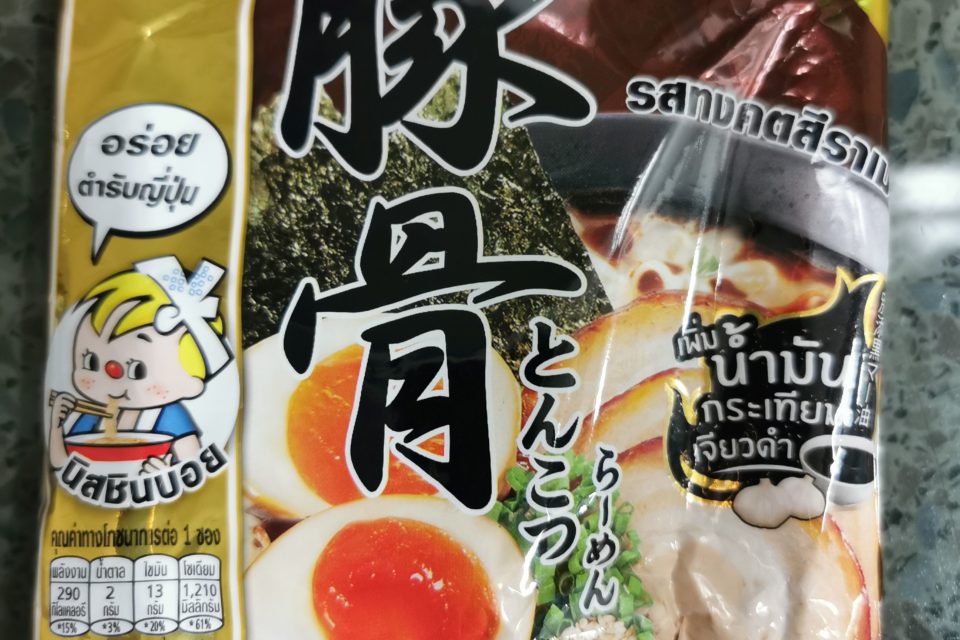 豚骨
とんこつ
らーめん
รสทงคตสึราเม
อร่อย
ตำรับญี่ปุ่น
นิสชินบ๋อย
เพิ่ม
น้ำมัน
กระเทียม
เจียวดำ
คุณค่าทางโภชนาการต่อ 1 ซอง
พลังงาน น้ำตาล ไขมัน โซเดียม
290 2 13 1,210
กิโลแคลอรี่ กรัม กรัม มิลลิกรัม
*15% *3% *20% *61%